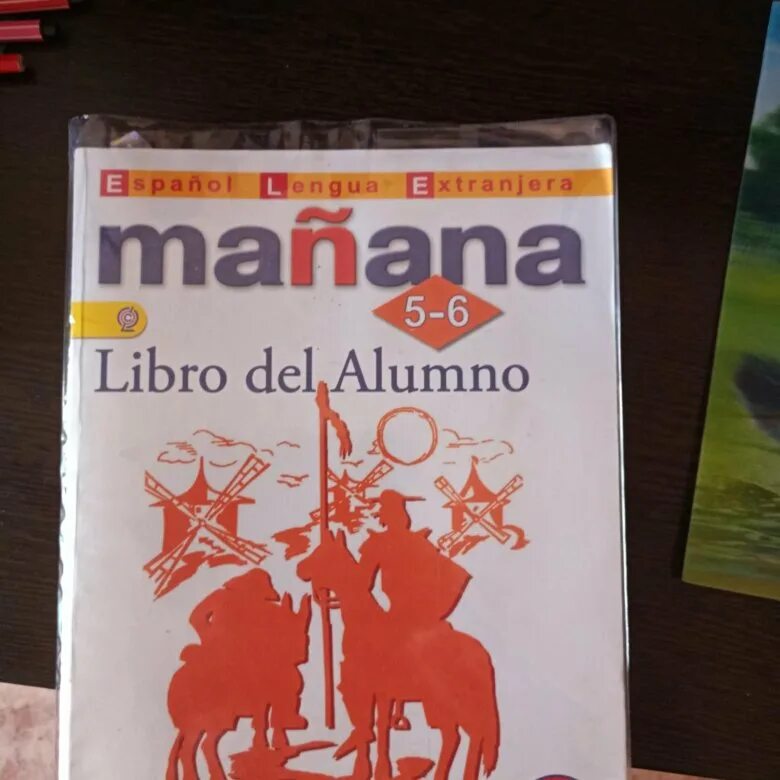 Español Lengua Extranjera
mañana
5-6
Libro del Alumno